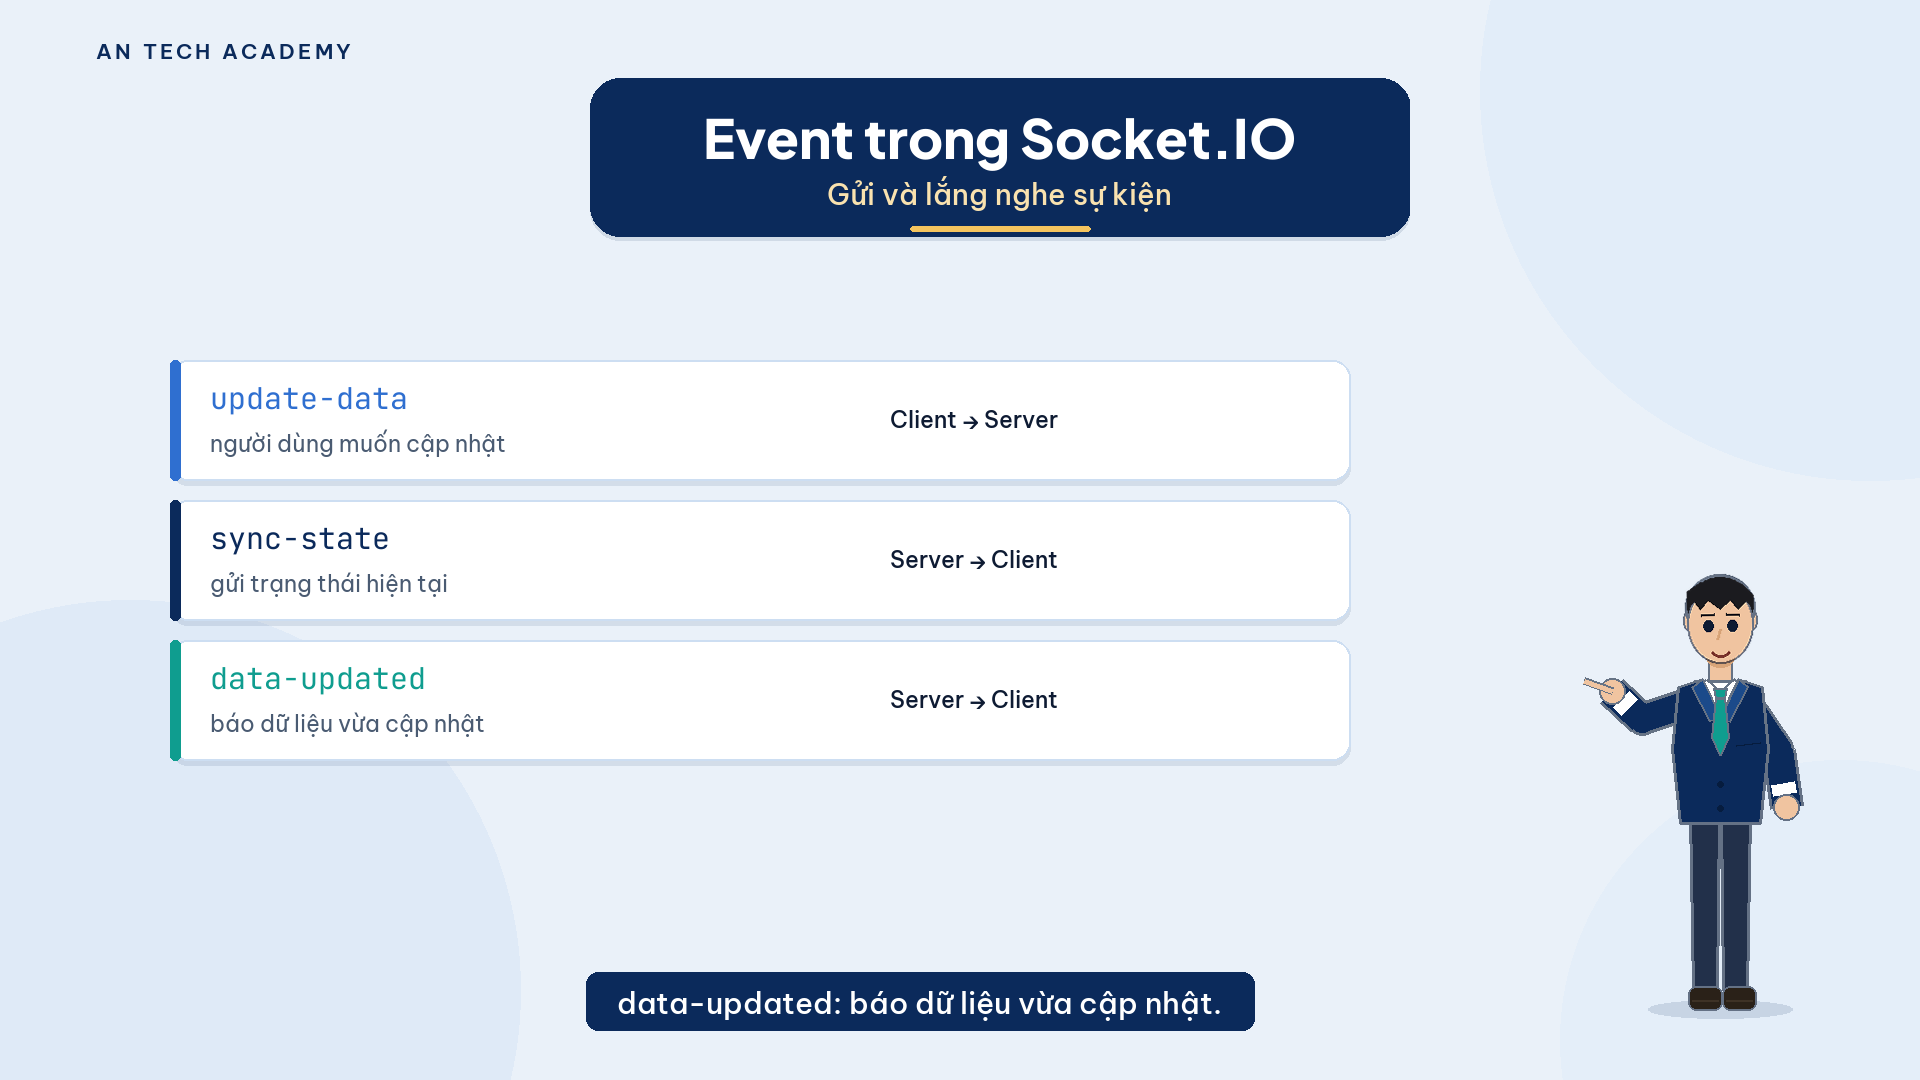 AN TECH ACADEMY
Event trong Socket.IO
Gửi và lắng nghe sự kiện
update-data
người dùng muốn cập nhật
Client → Server
sync-state
gửi trạng thái hiện tại
Server → Client
data-updated
báo dữ liệu vừa cập nhật
Server → Client
data-updated: báo dữ liệu vừa cập nhật.